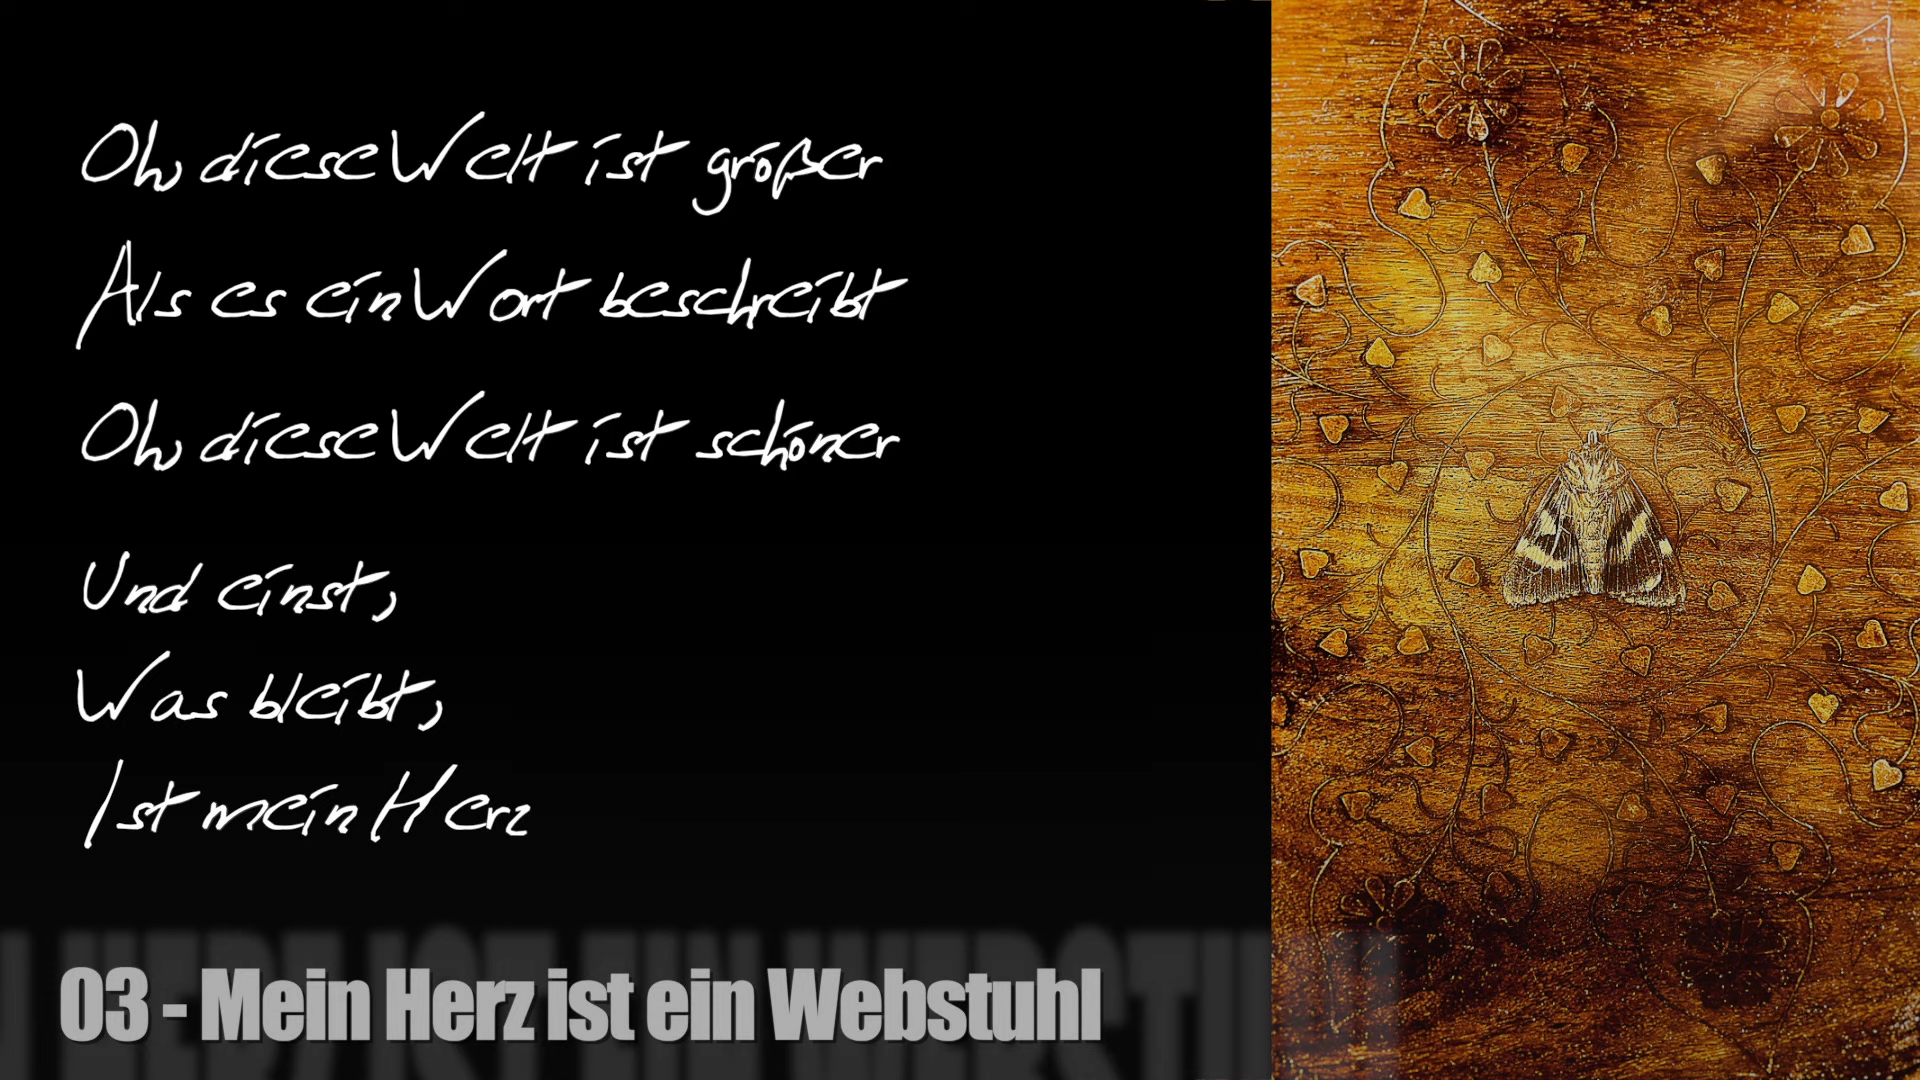 Oh, diese Welt ist größer
Als es ein Wort beschreibt
Oh, diese Welt ist schöner
Und einst,
Was bleibt,
Ist mein Herz
03 - Mein Herz ist ein Webstuhl